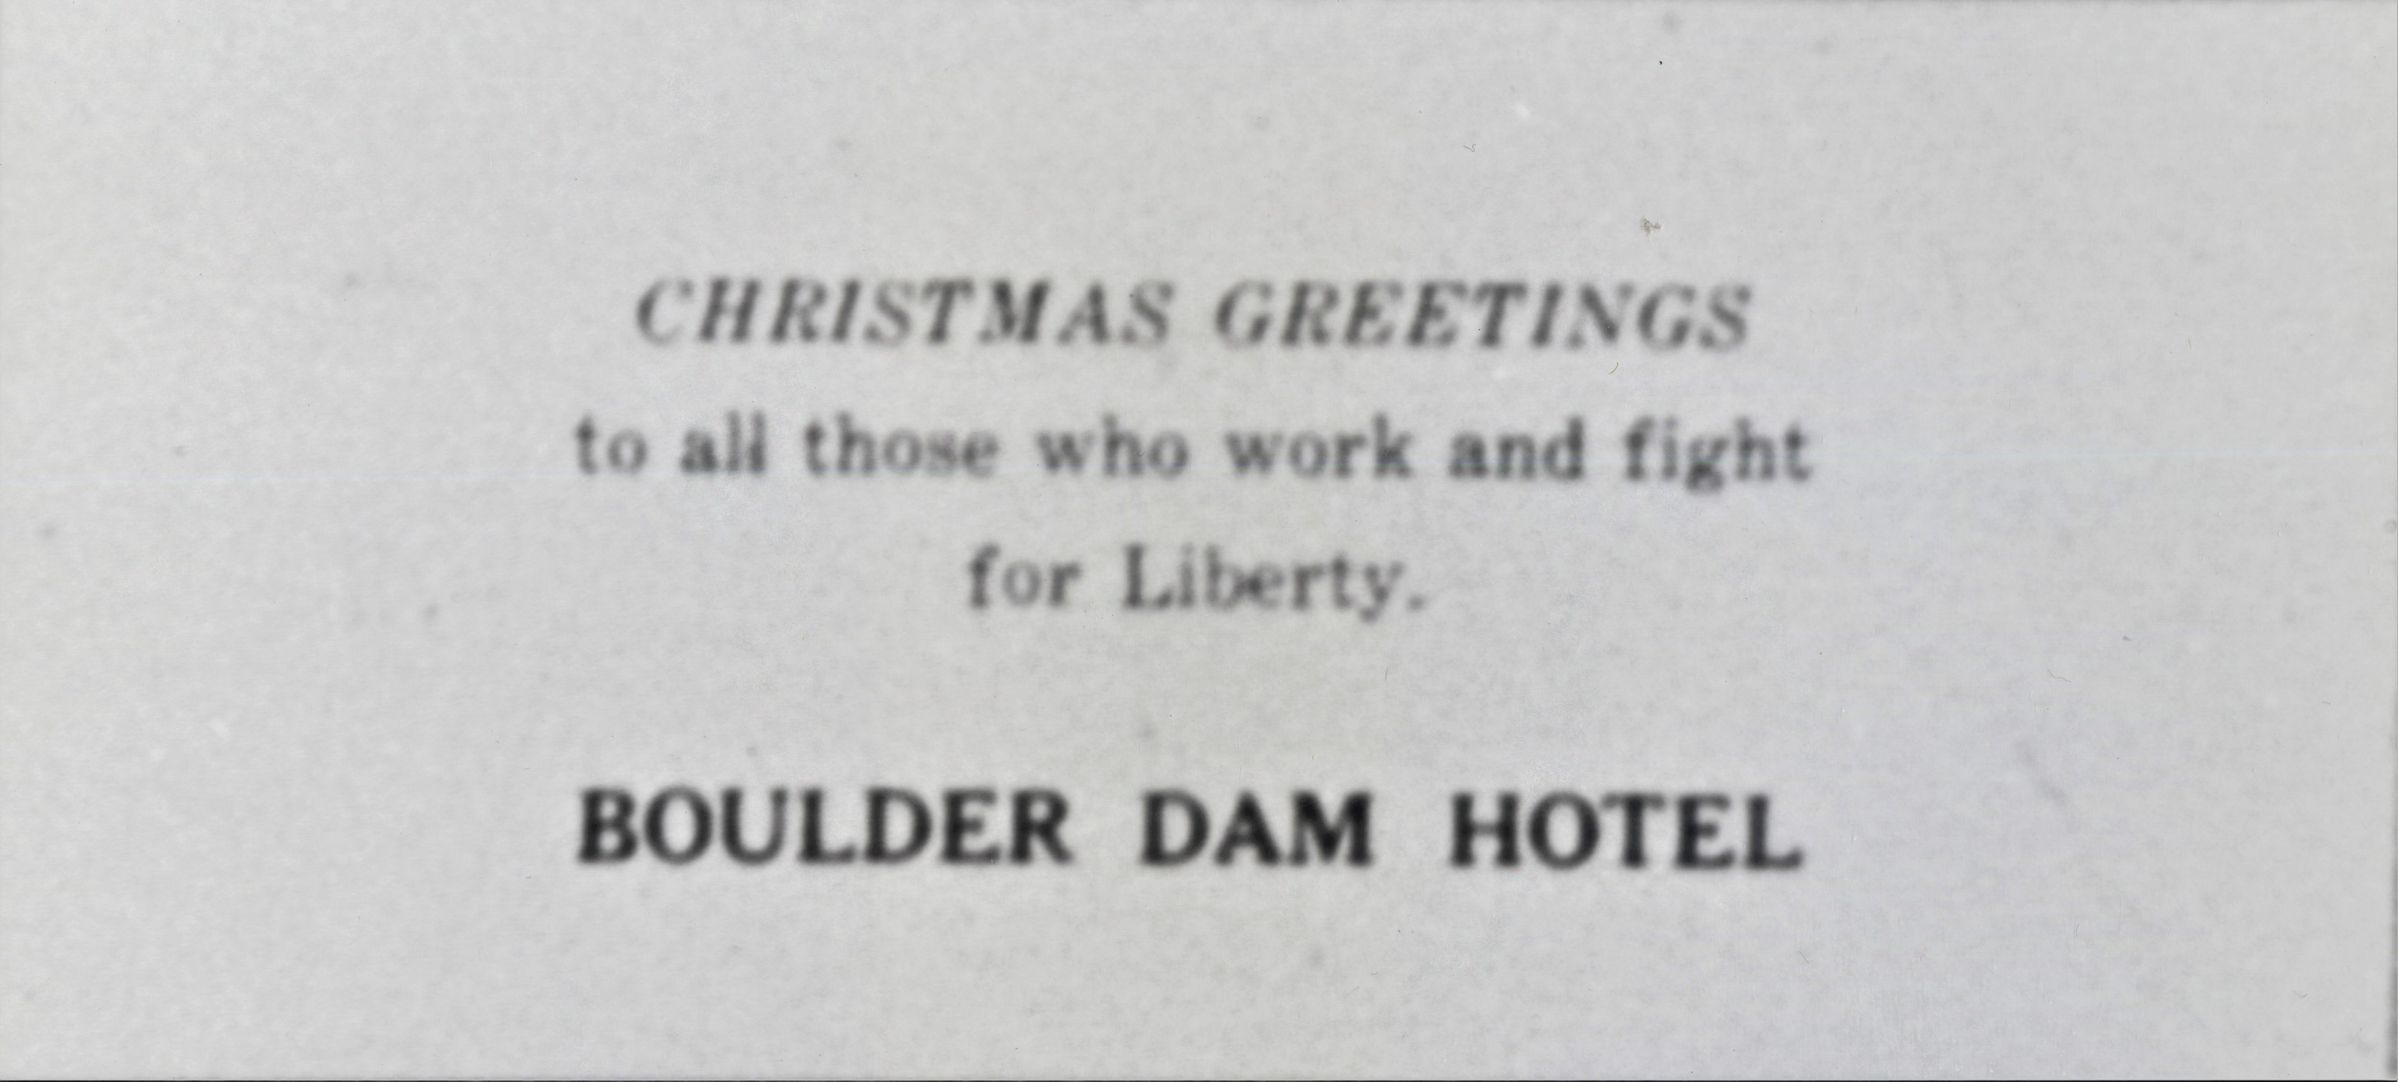 CHRISTMAS GREETINGS
to all those who work and fight
for Liberty.
BOULDER DAM HOTEL